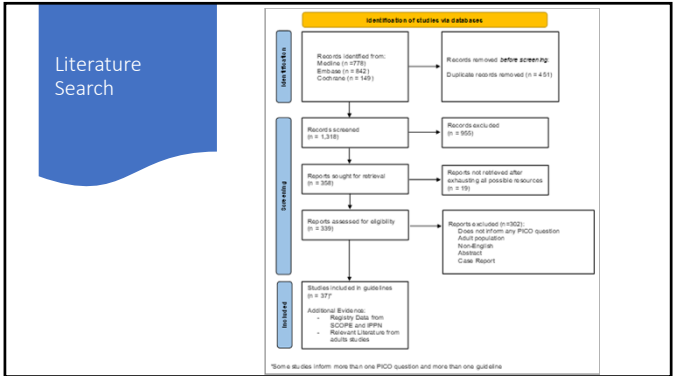 Literature
Search
Identification of studies via databases
Identification
Records identified from:
Medline (n =778)
Embase (n = 842)
Cochrane (n = 149)
Records removed before screening:
Duplicate records removed (n = 451)
Screening
Records screened
(n = 1,318)
Records excluded
(n = 955)
Reports sought for retrieval
(n = 358)
Reports not retrieved after
exhausting all possible resources
(n = 19)
Reports assessed for eligibility
(n = 339)
Reports excluded (n=302):
Does not inform any PICO question
Adult population
Non-English
Abstract
Case Report
Included
Studies included in guidelines
(n = 37)*
Additional Evidence:
- Registry Data from
SCOPE and IPPN
- Relevant Literature from
adults studies
*Some studies inform more than one PICO question and more than one guideline